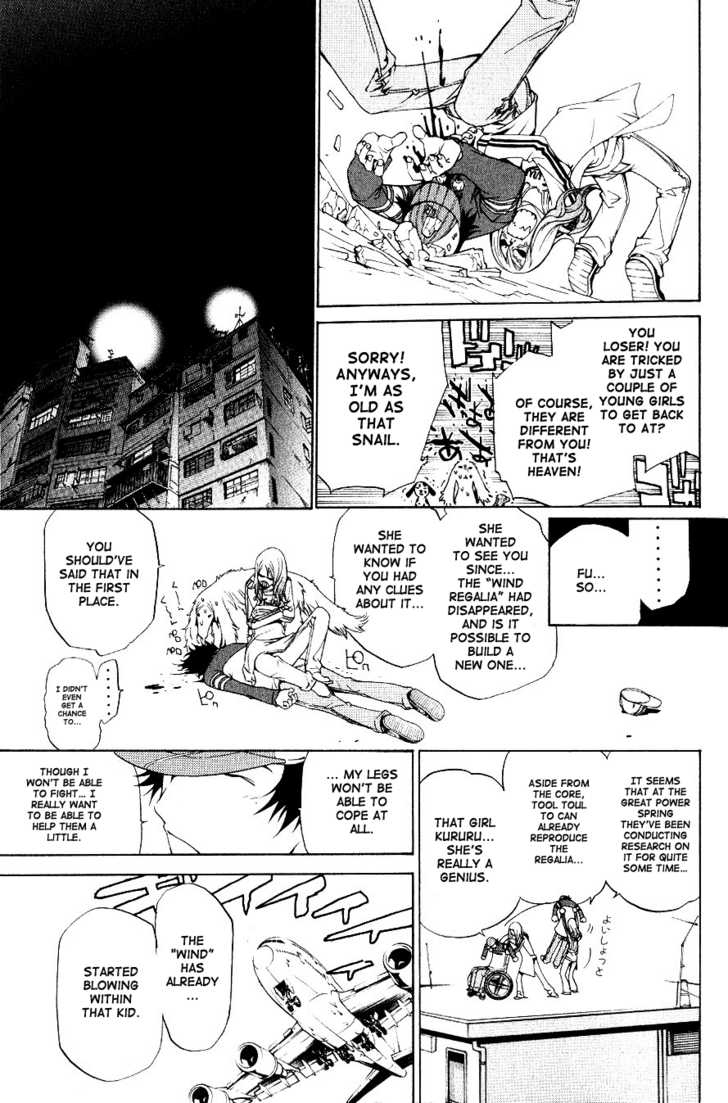 YOU
LOSER! YOU
ARE TRICKED
BY JUST A
COUPLE OF
YOUNG GIRLS
TO GET BACK
TO AT?
OF COURSE,
THEY ARE
DIFFERENT
FROM YOU!
THAT'S
HEAVEN!
SORRY!
ANYWAYS,
I'M AS
OLD AS
THAT
SNAIL.
......
FU...
SO...
SHE
WANTED
TO SEE YOU
SINCE...
THE "WIND
REGALIA" HAD
DISAPPEARED,
AND IS IT
POSSIBLE TO
BUILD A
NEW ONE...
SHE
WANTED TO
KNOW IF
YOU HAD
ANY CLUES
ABOUT IT...
YOU
SHOULD'VE
SAID THAT IN
THE FIRST
PLACE.
......
I DIDN'T
EVEN
GET A
CHANCE
TO...
IT SEEMS
THAT AT THE
GREAT POWER
SPRING
THEY'VE BEEN
CONDUCTING
RESEARCH ON
IT FOR QUITE
SOME TIME...
ASIDE FROM
THE CORE,
TOOL TOUL TO
CAN
ALREADY
REPRODUCE
THE
REGALIA...
THAT GIRL
KURURU...
SHE'S
REALLY A
GENIUS.
よいしょっと
... MY LEGS
WON'T BE
ABLE TO
COPE AT
ALL.
THOUGH I
WON'T BE ABLE
TO FIGHT... I
REALLY WANT
TO BE ABLE TO
HELP THEM A
LITTLE.
THE
"WIND"
HAS
ALREADY
...
STARTED
BLOWING
WITHIN
THAT KID.